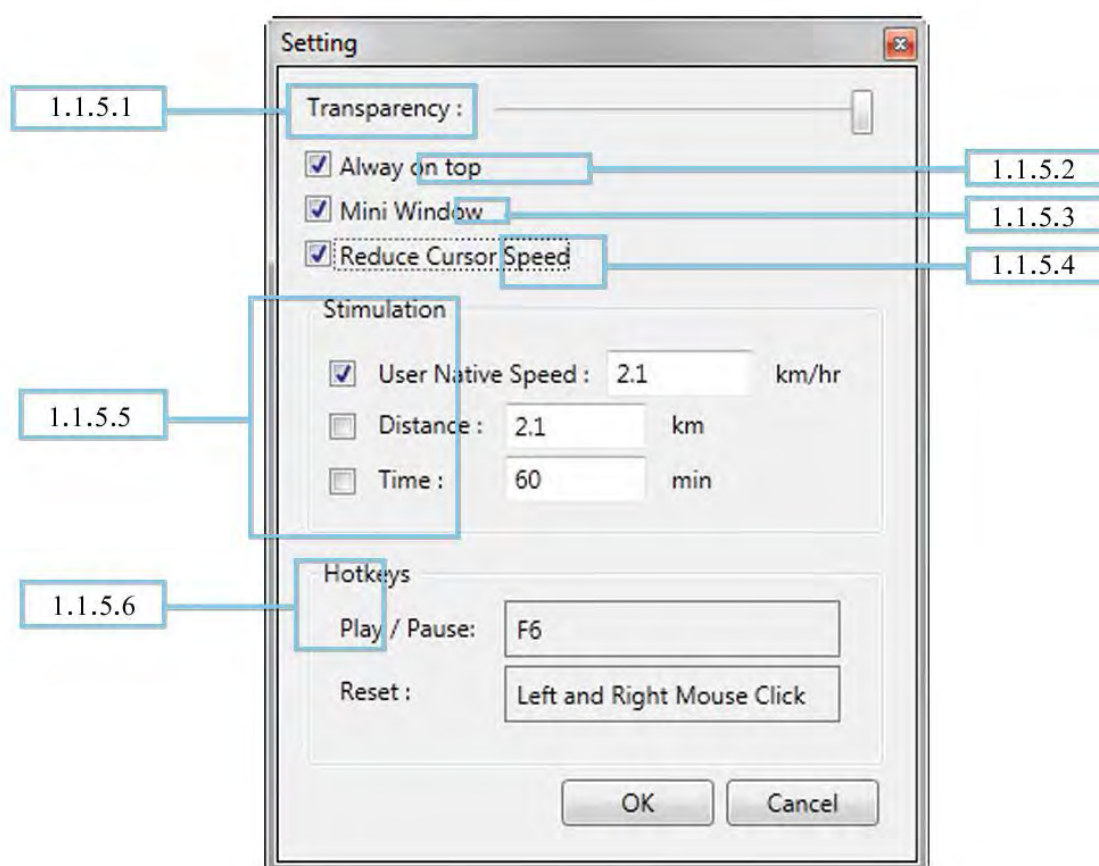 Setting
1.1.5.1
Transparency :
Alway on top
1.1.5.2
Mini Window
1.1.5.3
Reduce Cursor Speed
1.1.5.4
Stimulation
User Native Speed : 2.1 km/hr
1.1.5.5
Distance : 2.1 km
Time : 60 min
Hotkeys
1.1.5.6
Play / Pause: F6
Reset : Left and Right Mouse Click
OK Cancel